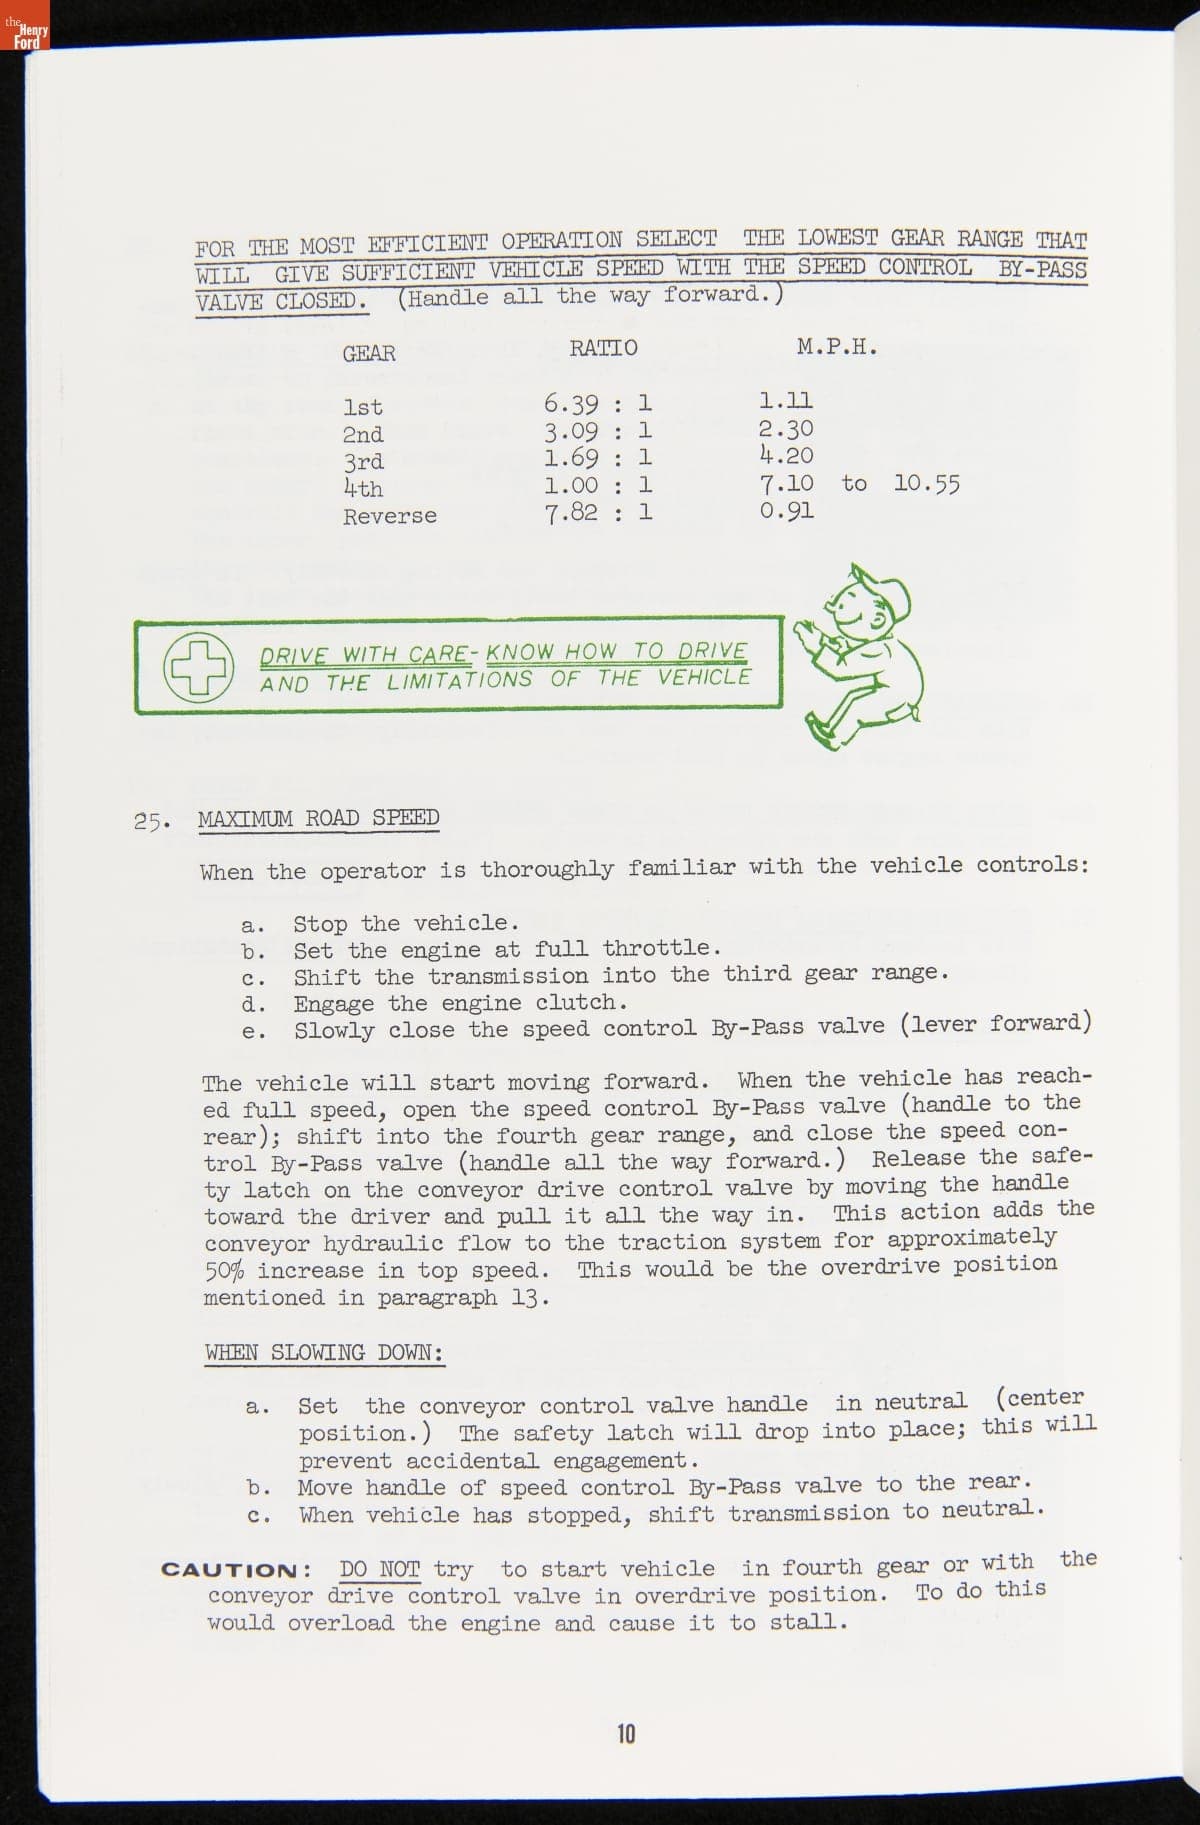 the Henry Ford
FOR THE MOST EFFICIENT OPERATION SELECT THE LOWEST GEAR RANGE THAT
WILL GIVE SUFFICIENT VEHICLE SPEED WITH THE SPEED CONTROL BY-PASS
VALVE CLOSED. (Handle all the way forward.)
GEAR RATIO M.P.H.
1st 6.39 : 1 1.11
2nd 3.09 : 1 2.30
3rd 1.69 : 1 4.20
4th 1.00 : 1 7.10 to 10.55
Reverse 7.82 : 1 0.91
DRIVE WITH CARE-KNOW HOW TO DRIVE
AND THE LIMITATIONS OF THE VEHICLE
25. MAXIMUM ROAD SPEED
When the operator is thoroughly familiar with the vehicle controls:
a. Stop the vehicle.
b. Set the engine at full throttle.
c. Shift the transmission into the third gear range.
d. Engage the engine clutch.
e. Slowly close the speed control By-Pass valve (lever forward)
The vehicle will start moving forward. When the vehicle has reach-
ed full speed, open the speed control By-Pass valve (handle to the
rear); shift into the fourth gear range, and close the speed con-
trol By-Pass valve (handle all the way forward.) Release the safe-
ty latch on the conveyor drive control valve by moving the handle
toward the driver and pull it all the way in. This action adds the
conveyor hydraulic flow to the traction system for approximately
50% increase in top speed. This would be the overdrive position
mentioned in paragraph 13.
WHEN SLOWING DOWN:
a. Set the conveyor control valve handle in neutral (center
position.) The safety latch will drop into place; this will
prevent accidental engagement.
b. Move handle of speed control By-Pass valve to the rear.
c. When vehicle has stopped, shift transmission to neutral.
CAUTION: DO NOT try to start vehicle in fourth gear or with the
conveyor drive control valve in overdrive position. To do this
would overload the engine and cause it to stall.
10